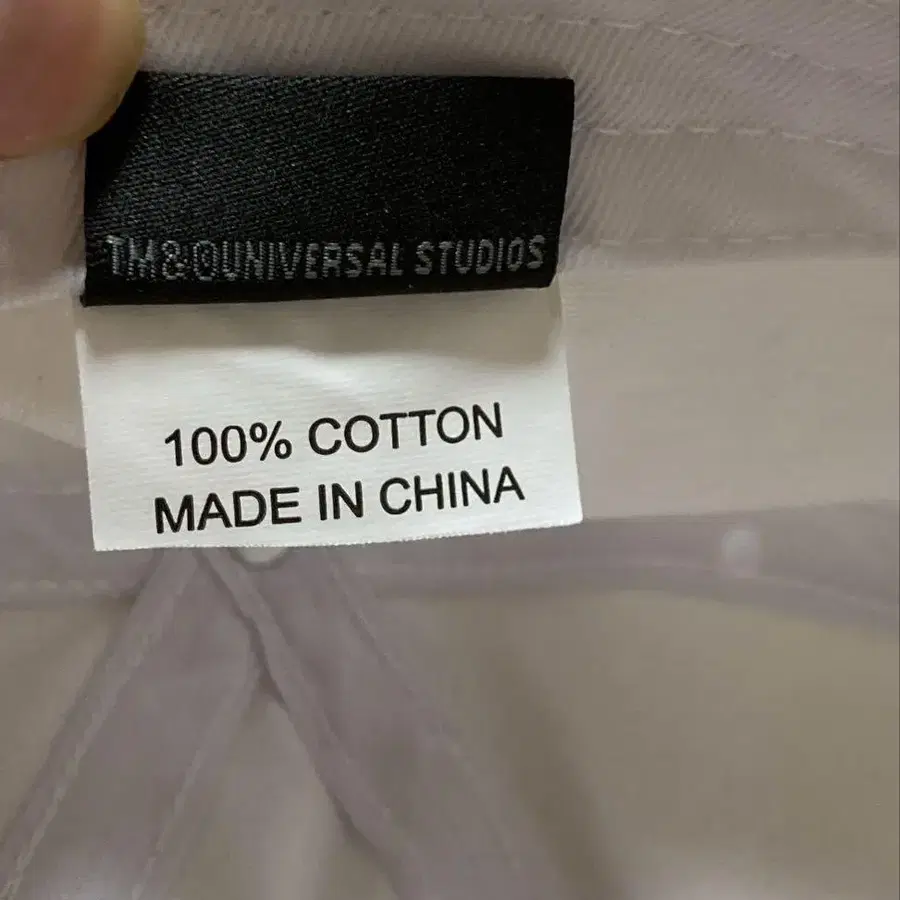 TM&©UNIVERSAL STUDIOS
100% COTTON
MADE IN CHINA